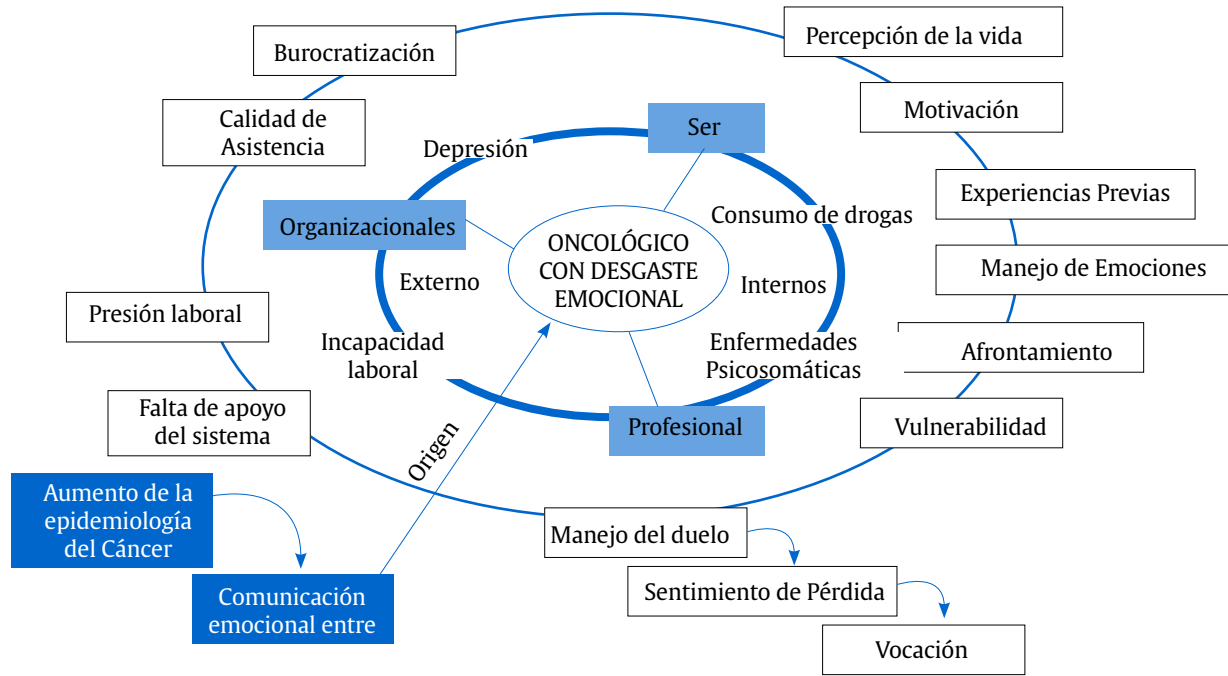 Percepción de la vida
Burocratización
Motivación
Calidad de
Asistencia
Ser
Depresión
Experiencias Previas
Consumo de drogas
Organizacionales
ONCOLÓGICO
CON DESGASTE
EMOCIONAL
Manejo de Emociones
Externo
Internos
Presión laboral
Incapacidad
laboral
Enfermedades
Psicosomáticas
Afrontamiento
Falta de apoyo
del sistema
Profesional
Vulnerabilidad
Origen
Aumento de la
epidemiología
del Cáncer
Manejo del duelo
Comunicación
emocional entre
Sentimiento de Pérdida
Vocación